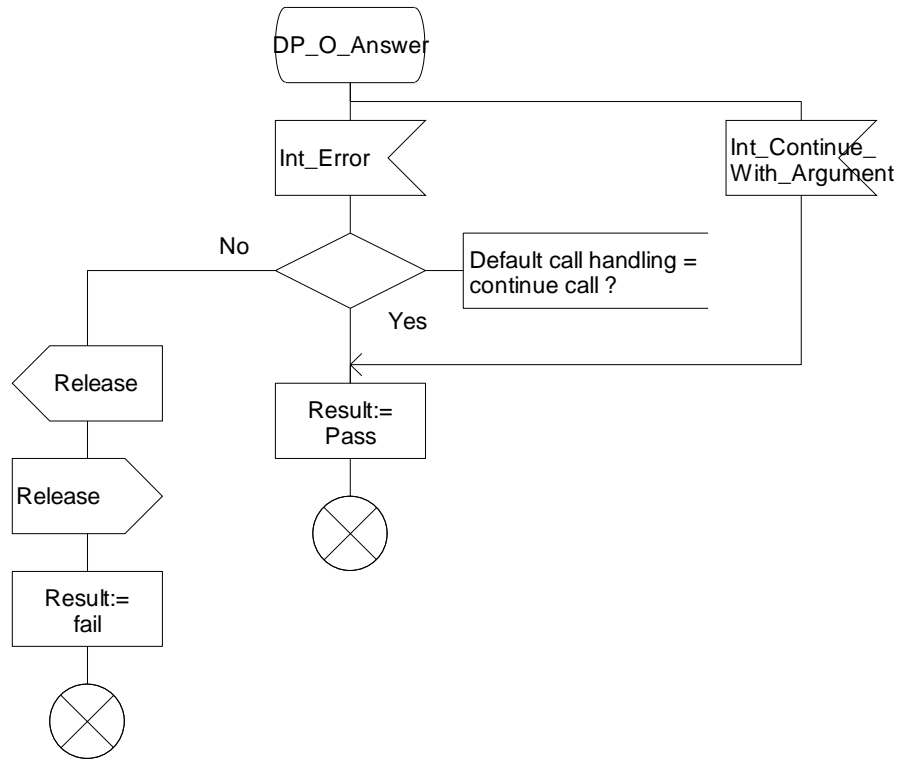 DP_O_Answer
Int_Error
Int_Continue_
With_Argument
No
Default call handling =
continue call ?
Yes
Release
Result:=
Pass
Release
Result:=
fail